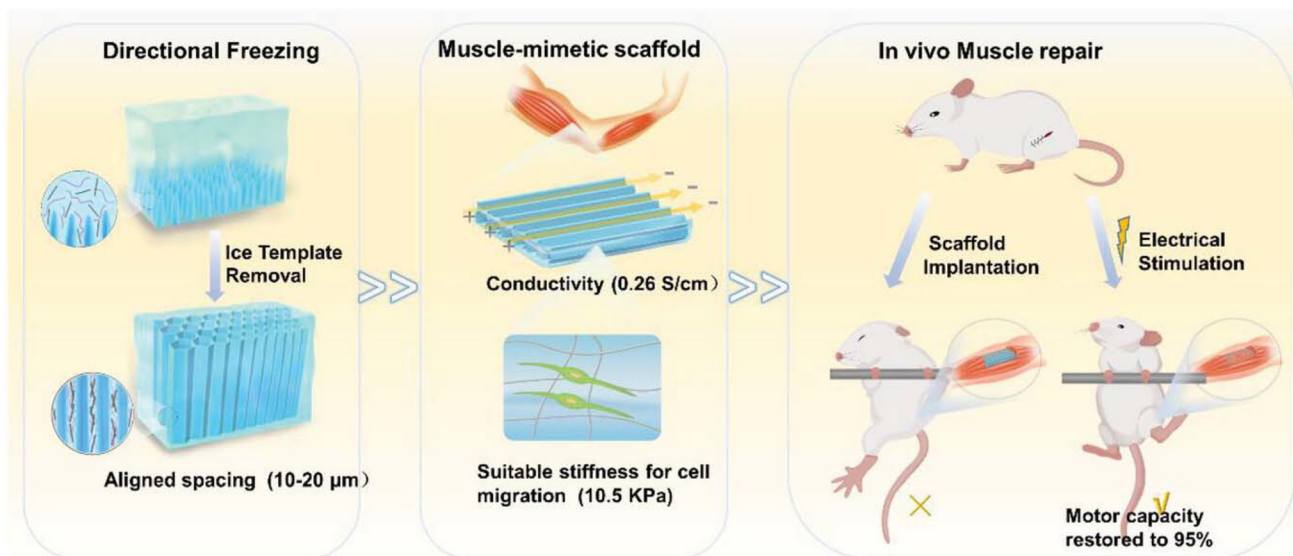 Directional Freezing
Ice Template
Removal
Aligned spacing (10-20 μm）
Muscle-mimetic scaffold
+ + + - - -
Conductivity (0.26 S/cm）
Suitable stiffness for cell
migration (10.5 KPa)
In vivo Muscle repair
Scaffold
Implantation
Electrical
Stimulation
×
√
Motor capacity
restored to 95%